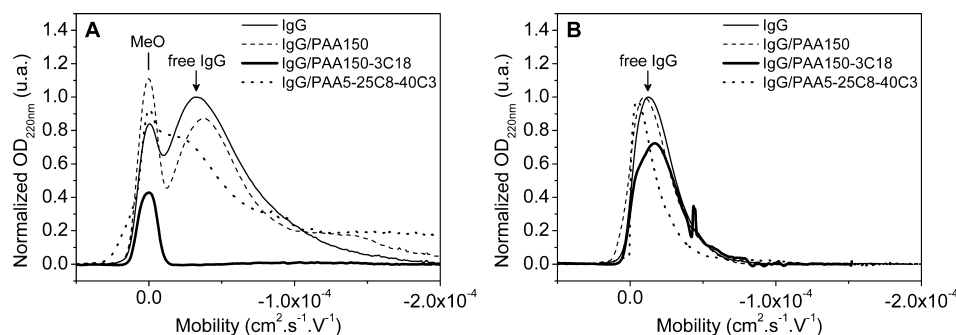 A
MeO
free IgG
IgG
IgG/PAA150
IgG/PAA150-3C18
IgG/PAA5-25C8-40C3
Normalized OD220nm (u.a.)
1.4
1.2
1.0
0.8
0.6
0.4
0.2
0.0
0.0
-1.0x10-4
-2.0x10-4
Mobility (cm2.s-1.V-1)
B
free IgG
IgG
IgG/PAA150
IgG/PAA150-3C18
IgG/PAA5-25C8-40C3
Normalized OD220nm (u.a.)
1.4
1.2
1.0
0.8
0.6
0.4
0.2
0.0
0.0
-1.0x10-4
-2.0x10-4
Mobility (cm2.s-1.V-1)